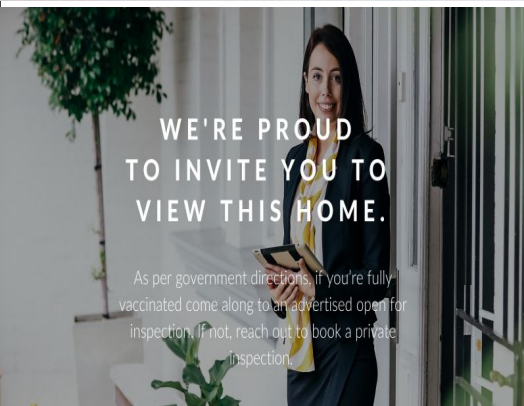 WE'RE PROUD
TO INVITE YOU TO
VIEW THIS HOME.
As per government directions, if you're fully
vaccinated come along to an advertised open for
inspection. If not, reach out to book a private
inspection.